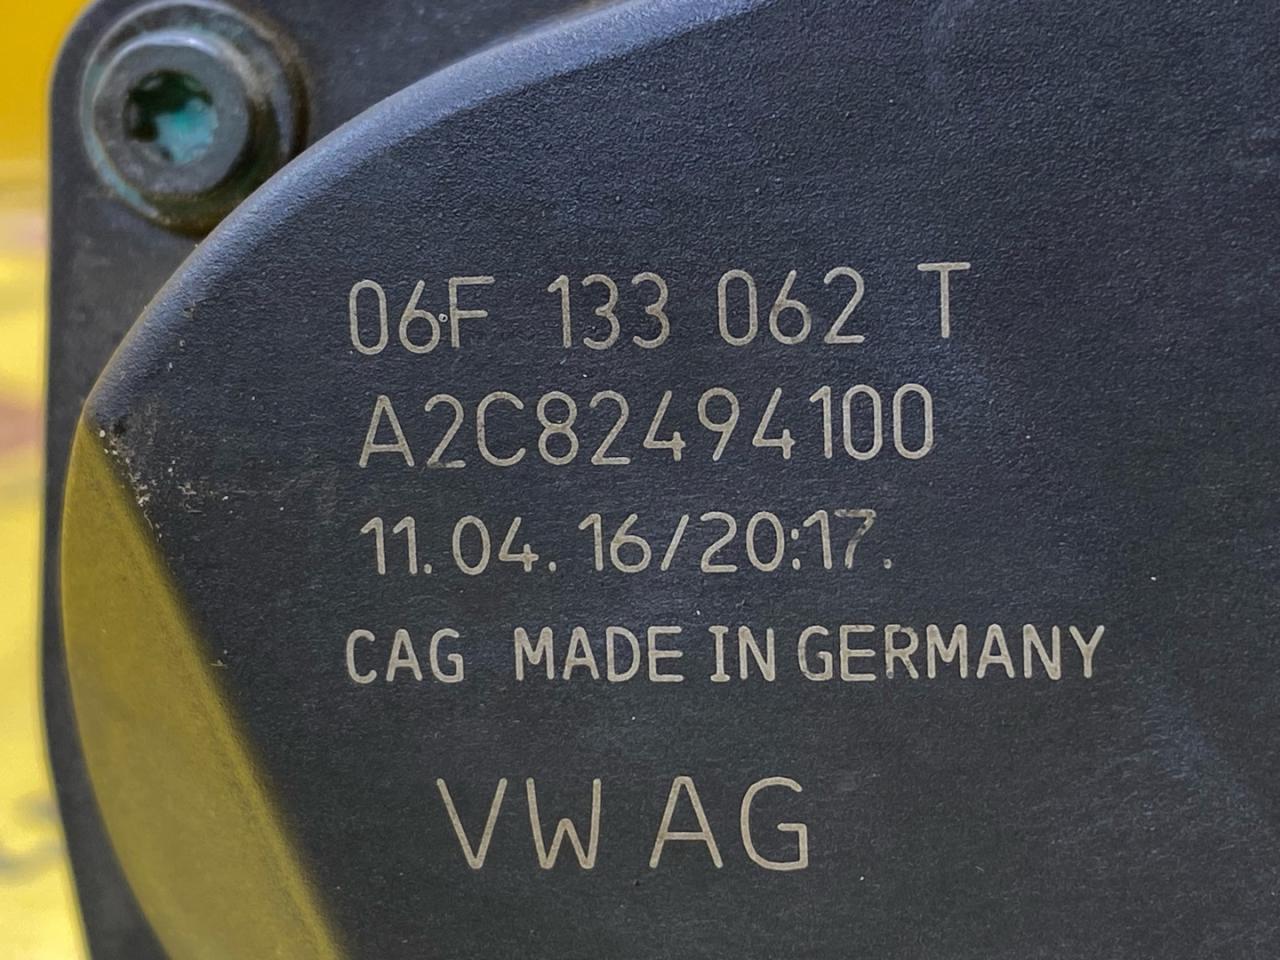 06F 133 062 T
A2C82494100
11.04.16/20:17.
CAG MADE IN GERMANY
VW AG